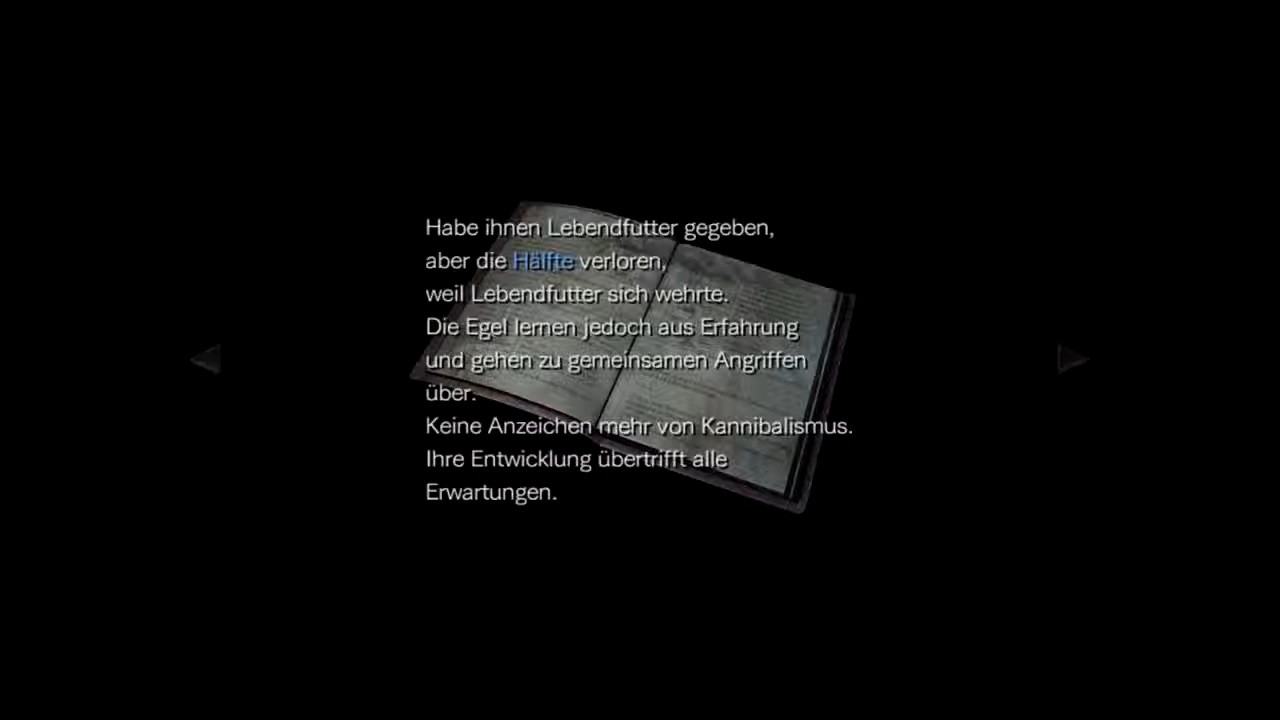 Habe ihnen Lebendfutter gegeben,
aber die Hälfte verloren,
weil Lebendfutter sich wehrte.
Die Egel lernen jedoch aus Erfahrung
und gehen zu gemeinsamen Angriffen
über.
Keine Anzeichen mehr von Kannibalismus.
Ihre Entwicklung übertrifft alle
Erwartungen.